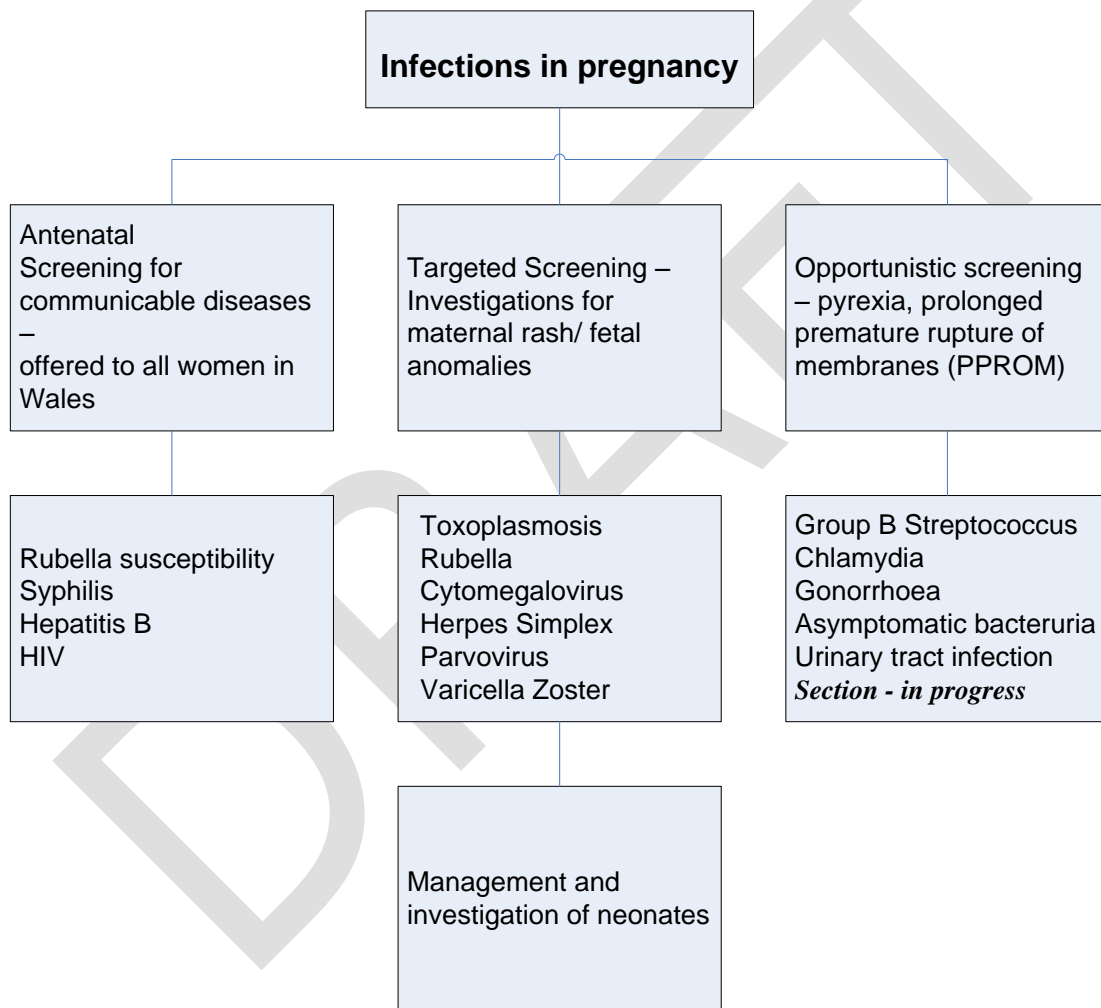 Infections in pregnancy
Antenatal
Screening for
communicable diseases
–
offered to all women in
Wales
Targeted Screening –
Investigations for
maternal rash/ fetal
anomalies
Opportunistic screening
– pyrexia, prolonged
premature rupture of
membranes (PPROM)
Rubella susceptibility
Syphilis
Hepatitis B
HIV
Toxoplasmosis
Rubella
Cytomegalovirus
Herpes Simplex
Parvovirus
Varicella Zoster
Group B Streptococcus
Chlamydia
Gonorrhoea
Asymptomatic bacteruria
Urinary tract infection
Section - in progress
Management and
investigation of neonates
DRAFT